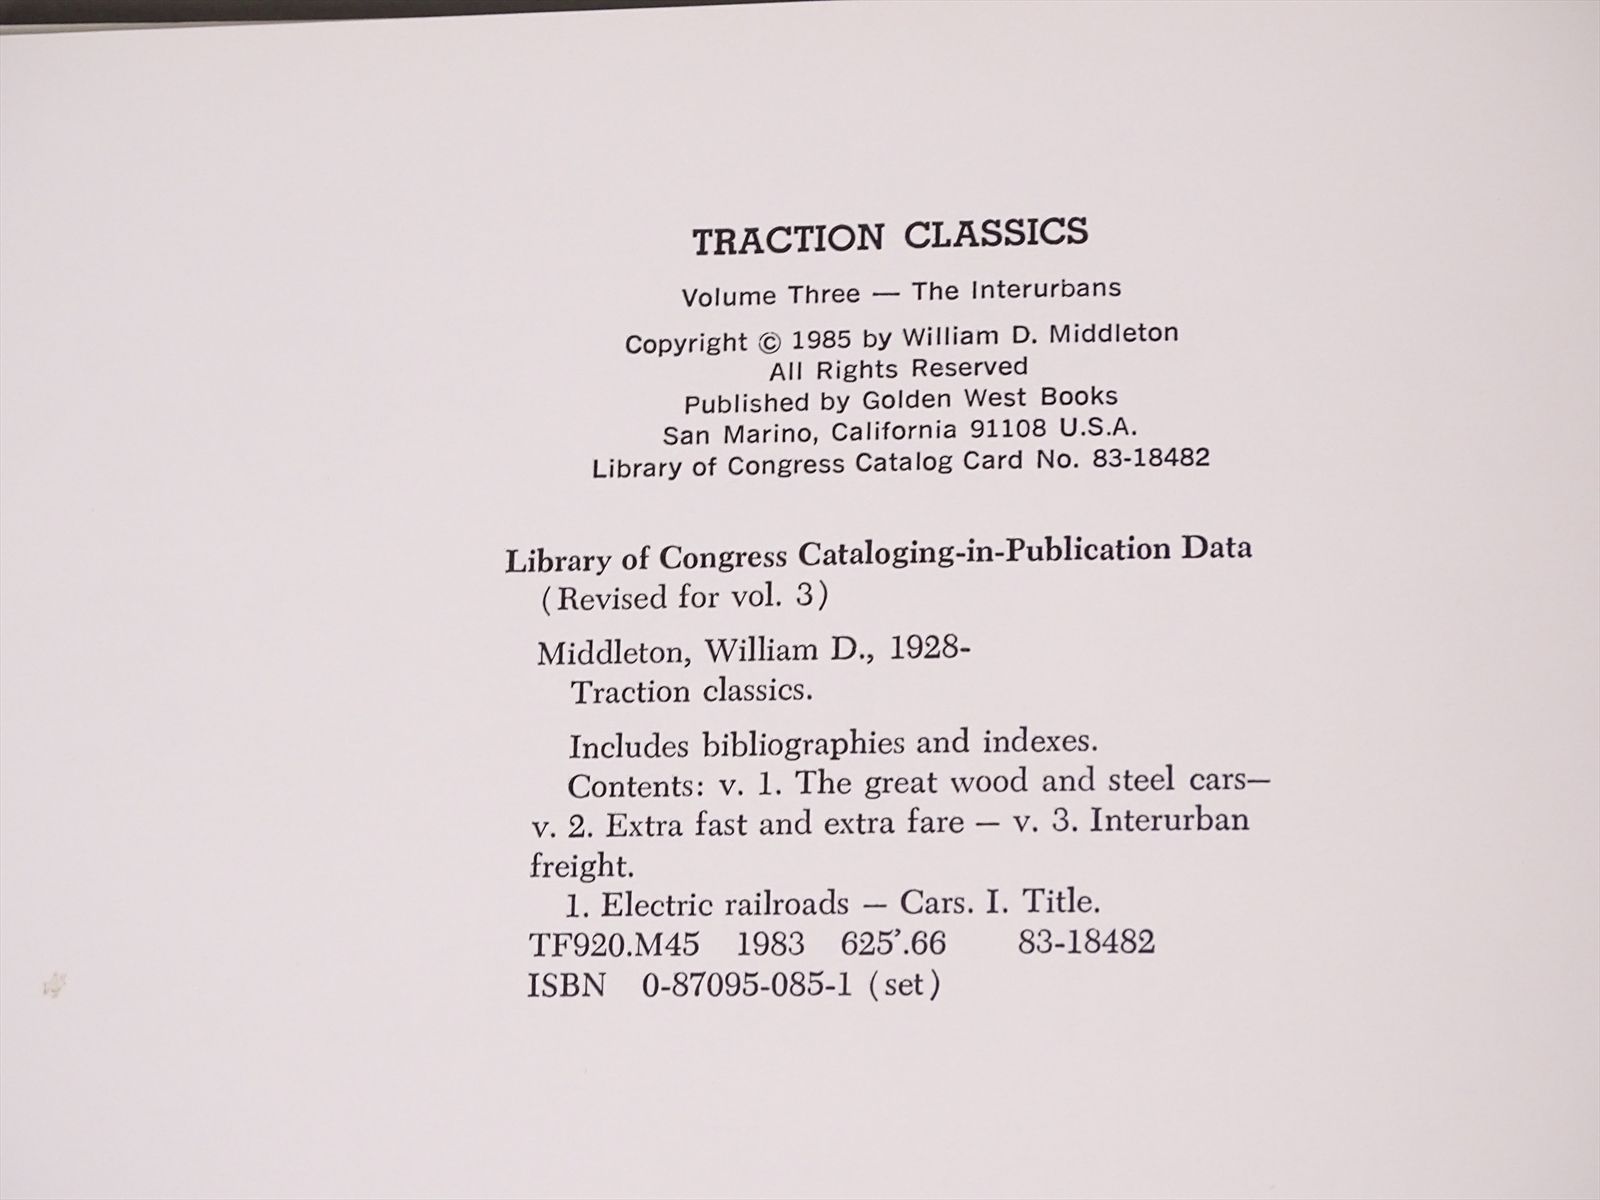 TRACTION CLASSICS
Volume Three — The Interurbans
Copyright © 1985 by William D. Middleton
All Rights Reserved
Published by Golden West Books
San Marino, California 91108 U.S.A.
Library of Congress Catalog Card No. 83-18482
Library of Congress Cataloging-in-Publication Data
(Revised for vol. 3)
Middleton, William D., 1928-
Traction classics.
Includes bibliographies and indexes.
Contents: v. 1. The great wood and steel cars—
v. 2. Extra fast and extra fare — v. 3. Interurban
freight.
1. Electric railroads — Cars. I. Title.
TF920.M45 1983 625’.66 83-18482
ISBN 0-87095-085-1 (set)